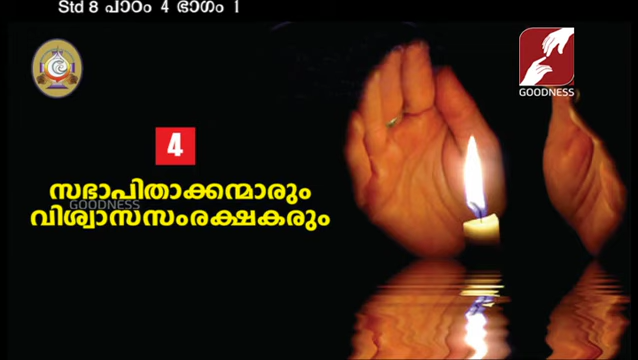 Std 8 പാഠം 4 ഭാഗം 1
GOODNESS
4
സഭാപിതാക്കന്മാരും
GOODNESS
വിശ്വാസസംരക്ഷകരും